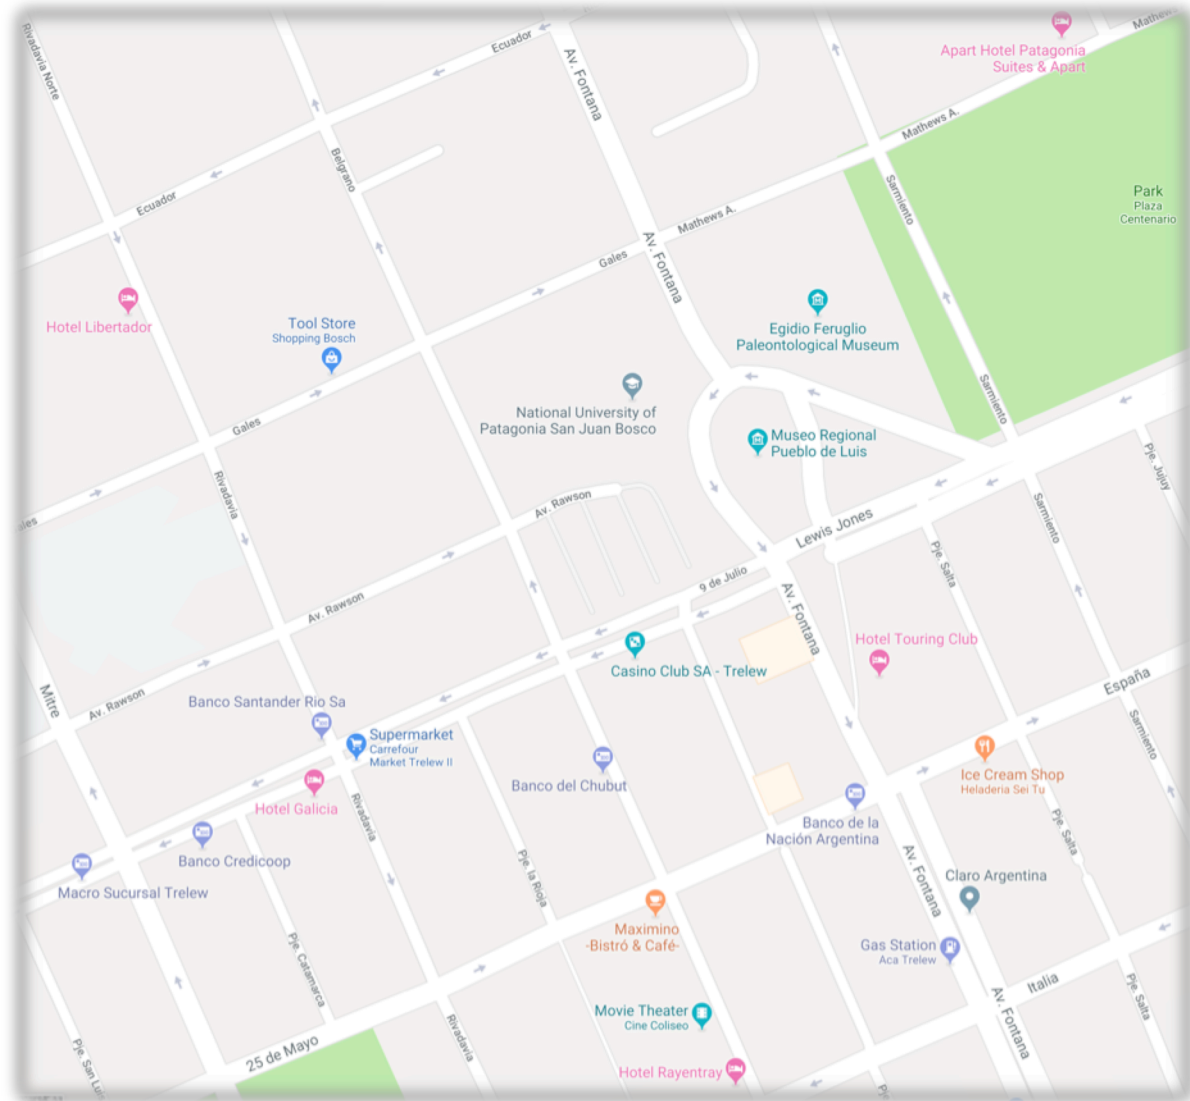 Rivadavia Norte
Ecuador
Av. Fontana
Apart Hotel Patagonia
Suites & Apart
Mathews A.
Belgrano
Ecuador
Sarmiento
Park
Plaza
Centenario
Mathews A.
Gales
Av. Fontana
Hotel Libertador
Tool Store
Shopping Bosch
Egidio Feruglio
Paleontological Museum
National University of
Patagonia San Juan Bosco
Sarmiento
Gales
Museo Regional
Pueblo de Luis
Pje. Jujuy
Rivadavia
Av. Rawson
Lewis Jones
Sarmiento
Pje. Salta
9 de Julio
Av. Rawson
Av. Fontana
Hotel Touring Club
Casino Club SA - Trelew
España
Mitre
Av. Rawson
Banco Santander Rio Sa
Supermarket
Carrefour
Market Trelew II
Sarmiento
Banco del Chubut
Ice Cream Shop
Heladeria Sei Tu
Hotel Galicia
Rivadavia
Banco de la
Nación Argentina
Pje. Salta
Banco Credicoop
Macro Sucursal Trelew
Pje. la Rioja
Av. Fontana
Claro Argentina
Maximino
-Bistró & Café-
Gas Station
Aca Trelew
Pje. Catamarca
Italia
Pje. Salta
Movie Theater
Cine Coliseo
Av. Fontana
Rivadavia
25 de Mayo
Pje. San Luis
Hotel Rayentray